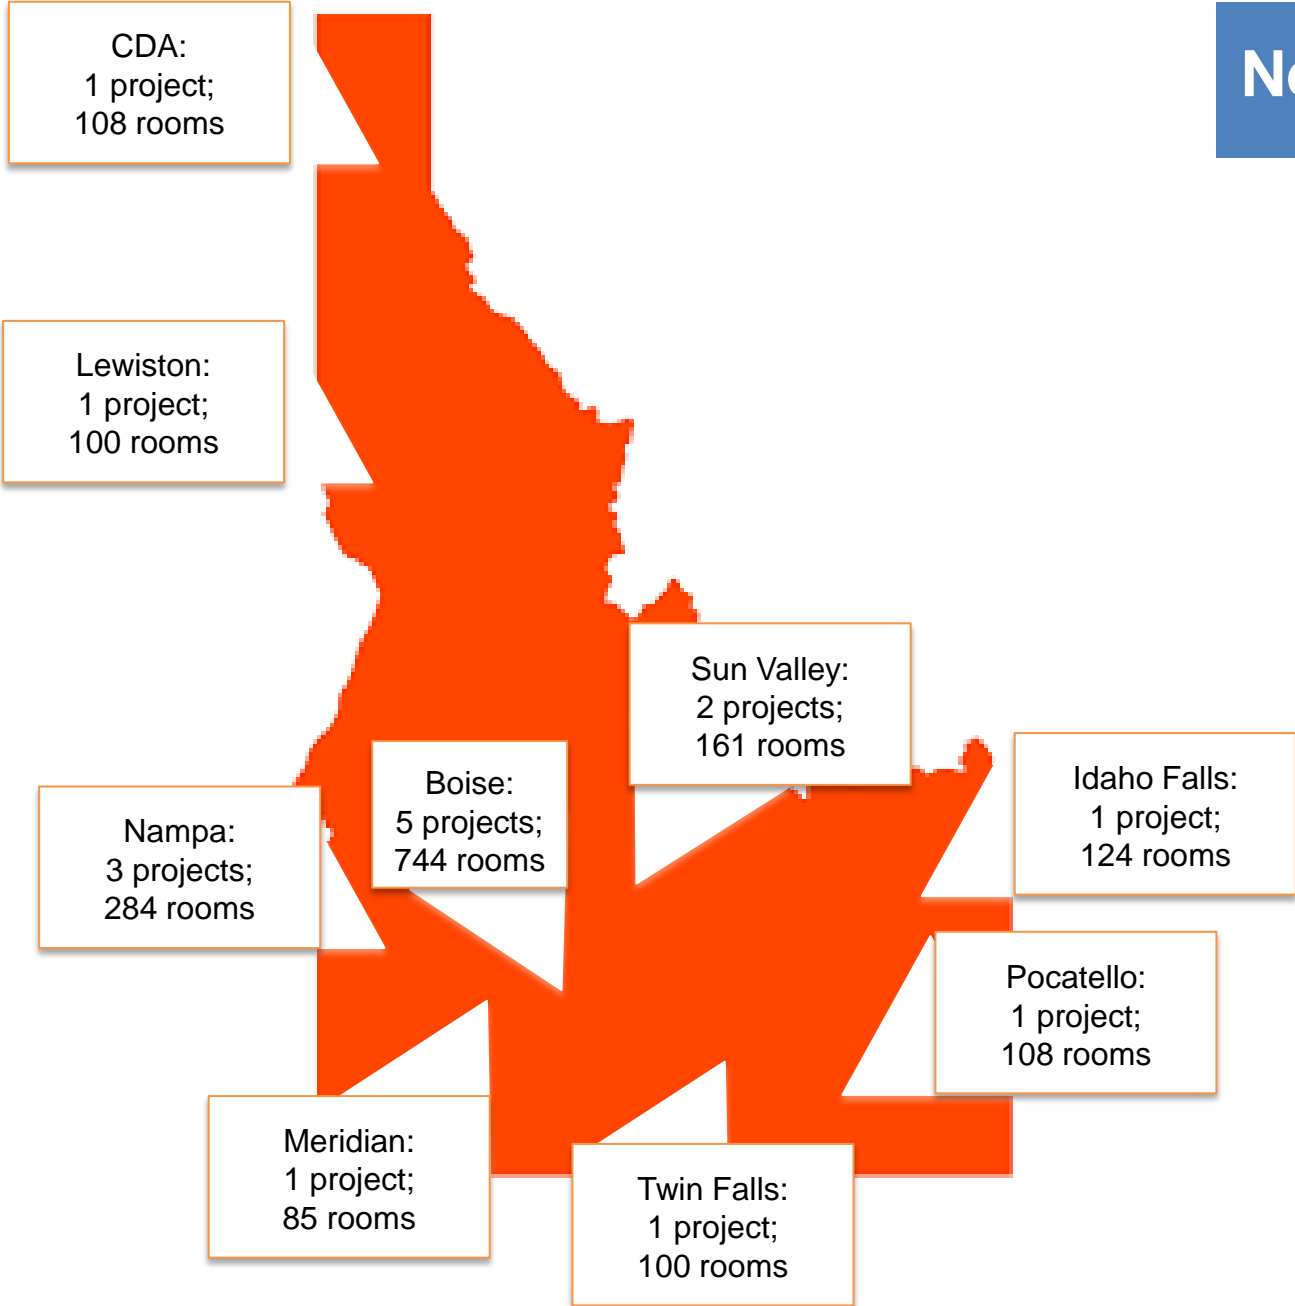 CDA:
1 project;
108 rooms
Lewiston:
1 project;
100 rooms
Sun Valley:
2 projects;
161 rooms
Boise:
5 projects;
744 rooms
Idaho Falls:
1 project;
124 rooms
Nampa:
3 projects;
284 rooms
Pocatello:
1 project;
108 rooms
Meridian:
1 project;
85 rooms
Twin Falls:
1 project;
100 rooms